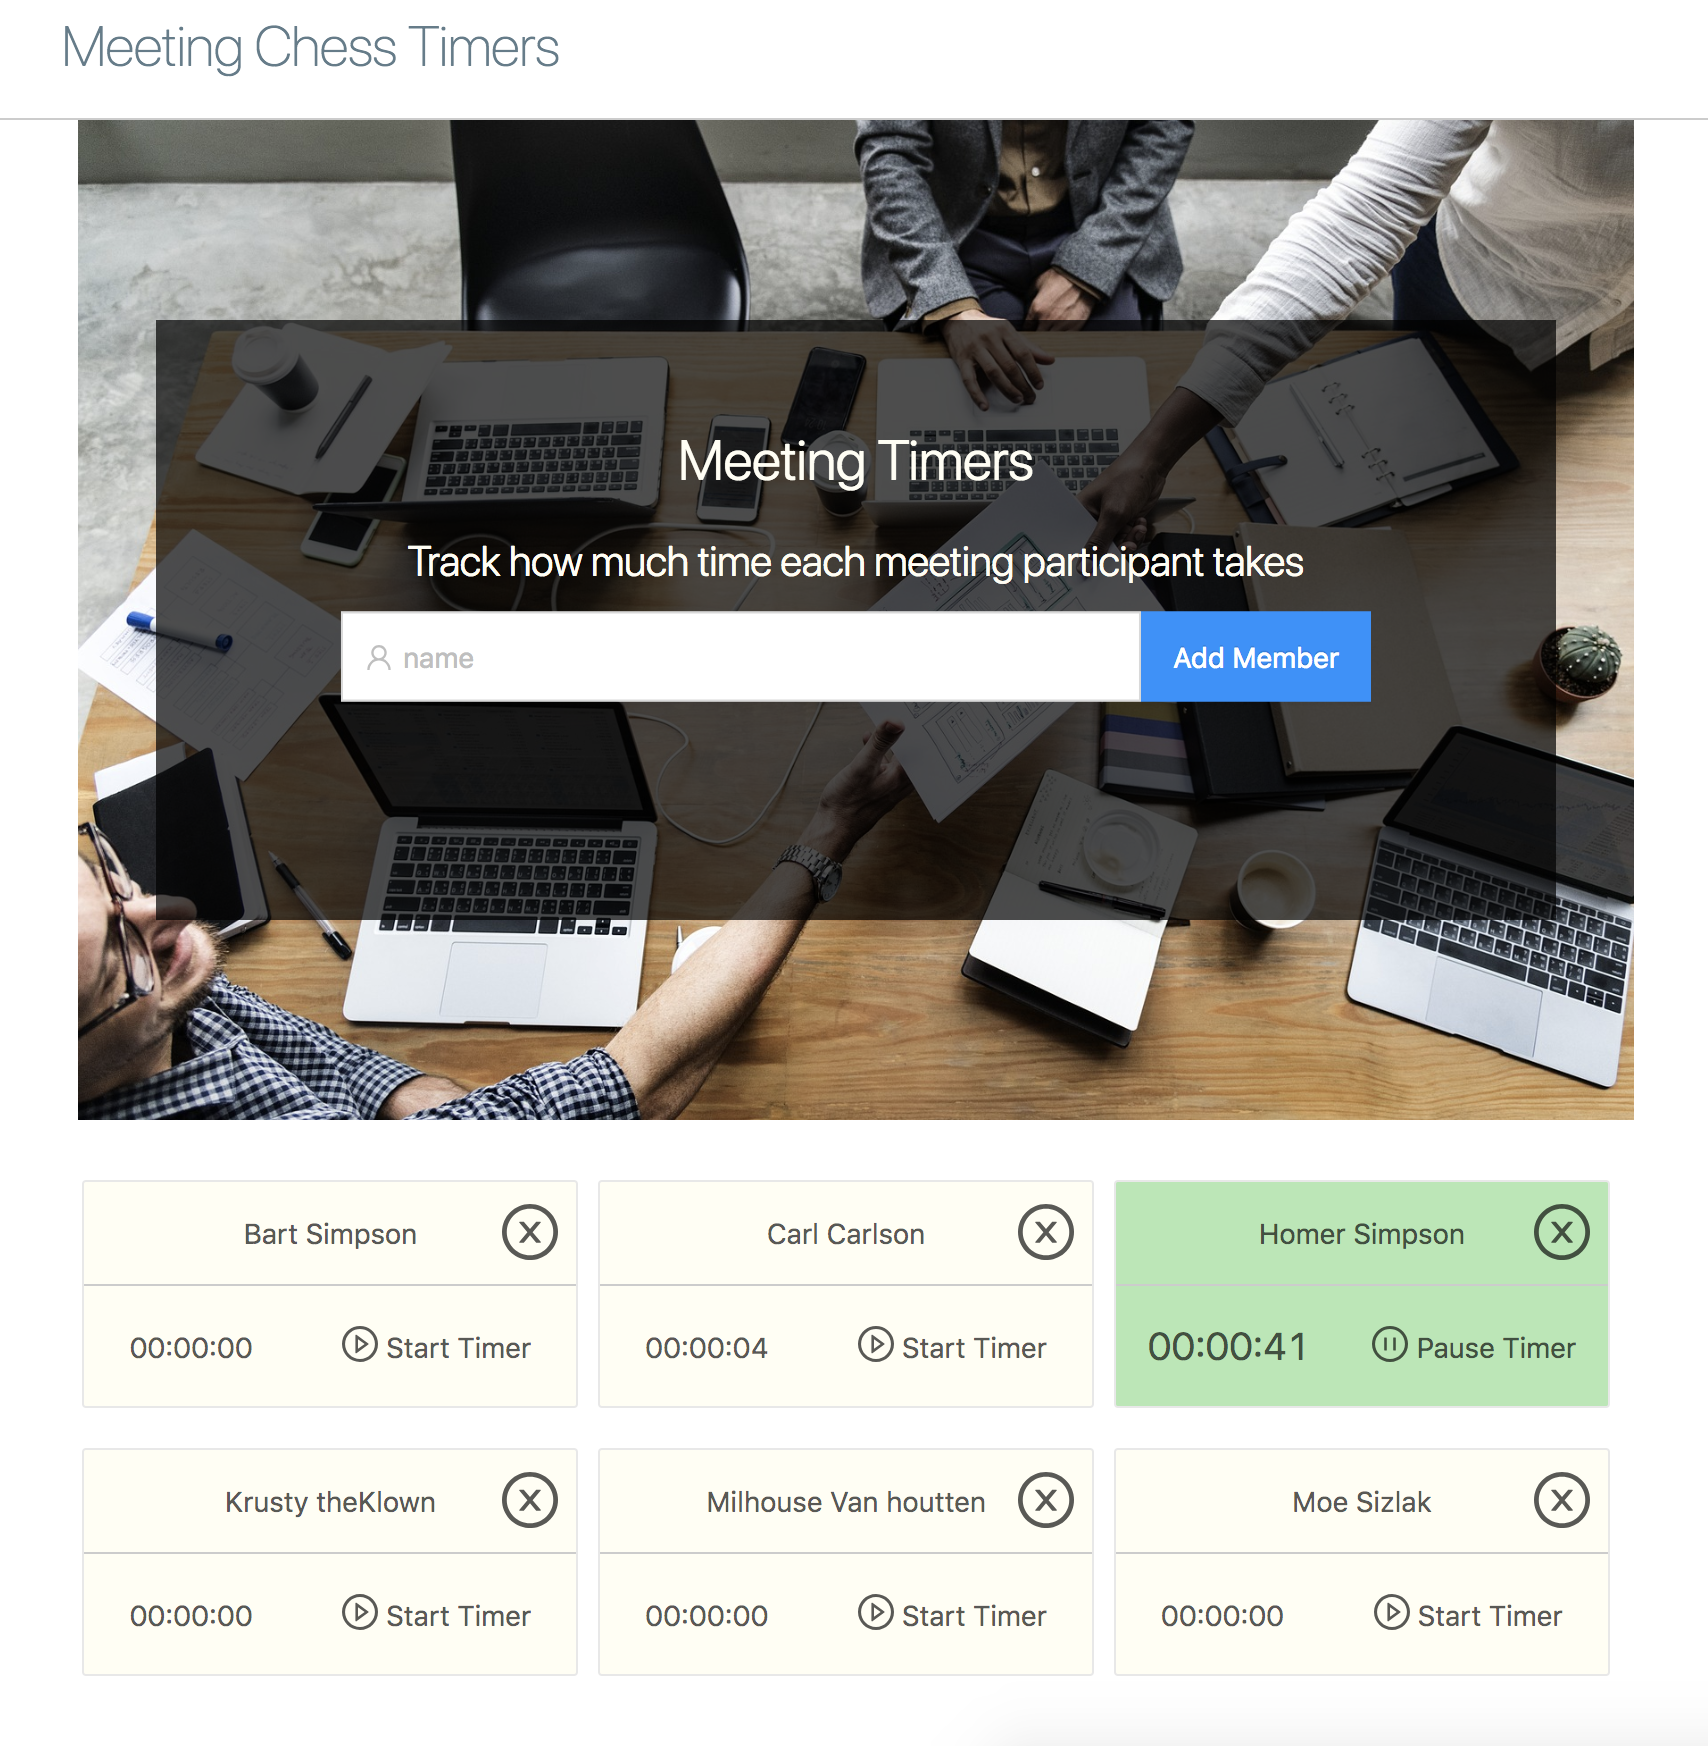 Meeting Chess Timers
Meeting Timers
Track how much time each meeting participant takes
name
Add Member
Bart Simpson X
Carl Carlson X
Homer Simpson X
00:00:00 Start Timer
00:00:04 Start Timer
00:00:41 Pause Timer
Krusty theKlown X
Milhouse Van houtten X
Moe Sizlak X
00:00:00 Start Timer
00:00:00 Start Timer
00:00:00 Start Timer